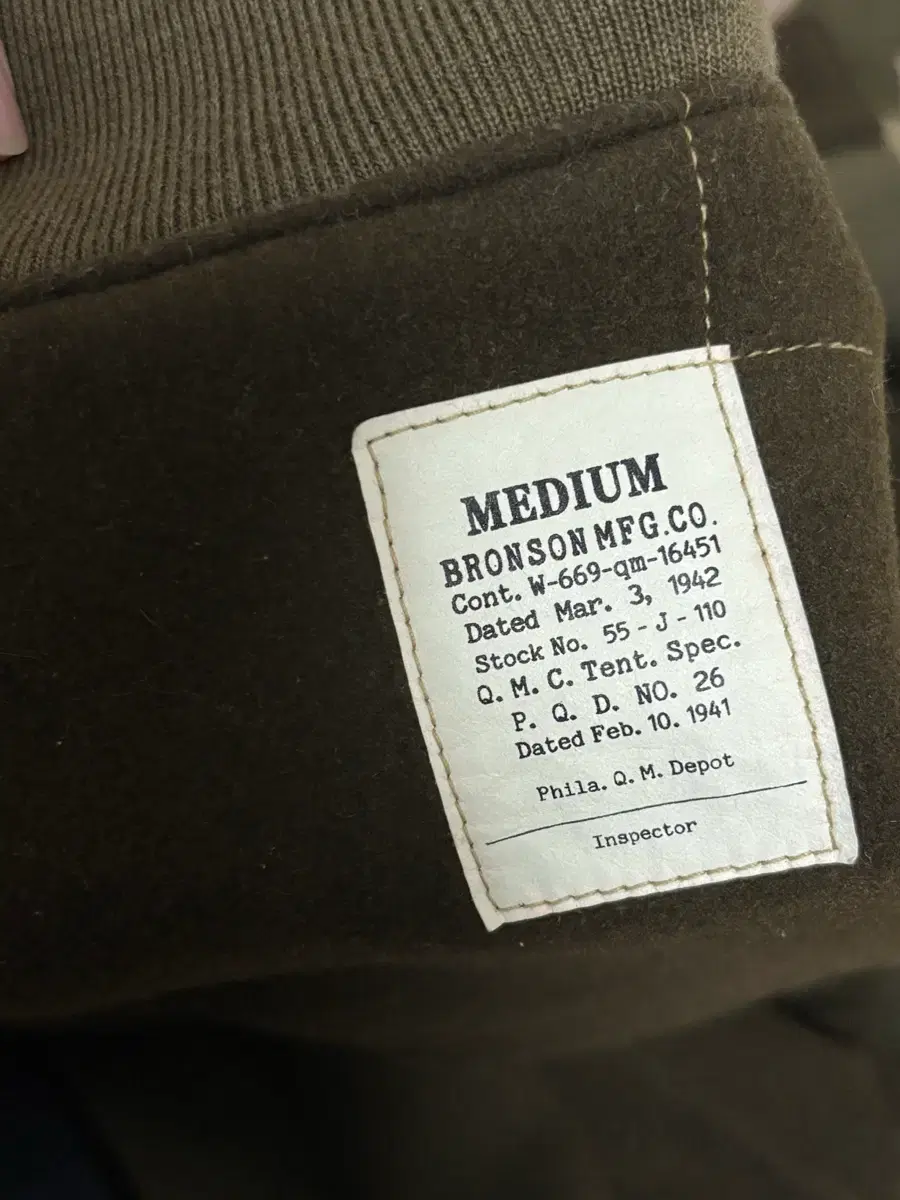 MEDIUM
BRONSON MFG.CO.
Cont. W-669-qm-16451
Dated Mar. 3, 1942
Stock No. 55 - J - 110
Q. M. C. Tent. Spec.
P. Q. D. NO. 26
Dated Feb. 10. 1941
Phila. Q. M. Depot
Inspector